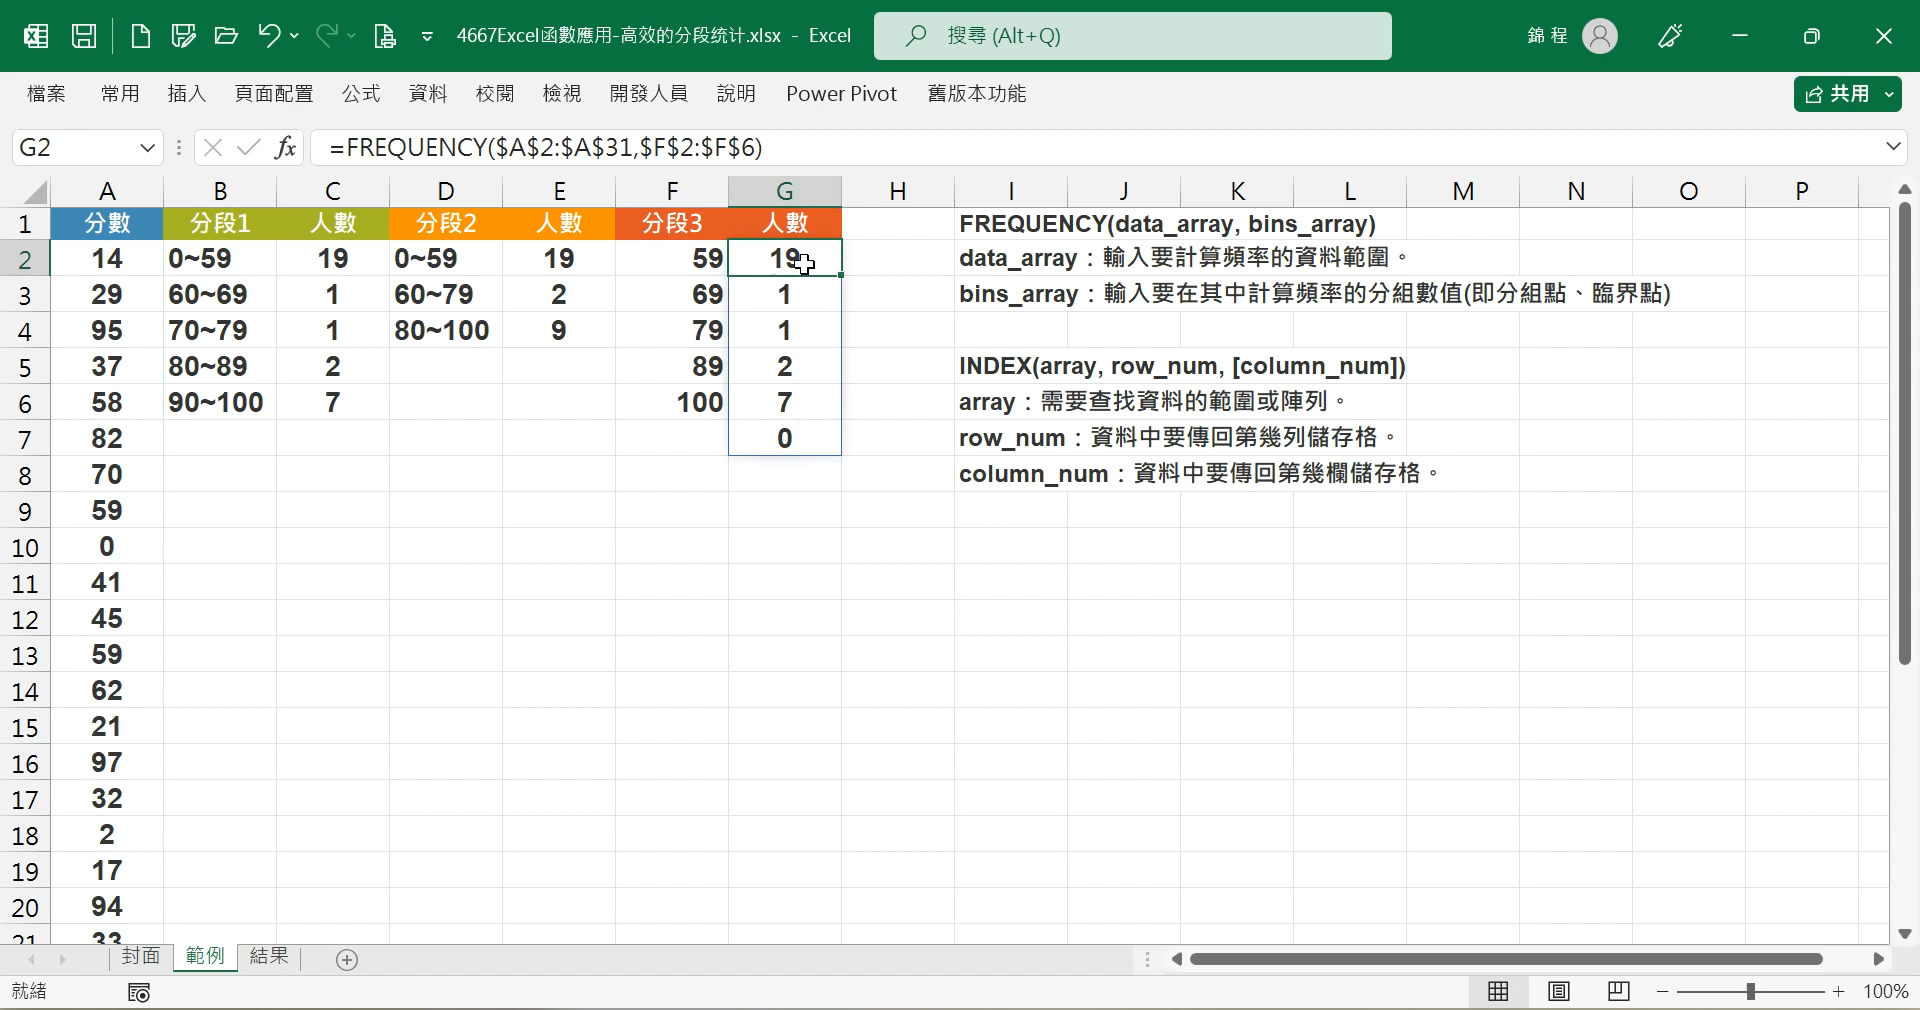 4667Excel函數應用-高效的分段统计.xlsx - Excel
搜尋 (Alt+Q)
錦 程
檔案 常用 插入 頁面配置 公式 資料 校閱 檢視 開發人員 說明 Power Pivot 舊版本功能
共用
G2
fx
=FREQUENCY($A$2:$A$31,$F$2:$F$6)
A B C D E F G H I J K L M N O P
1 分數 分段1 人數 分段2 人數 分段3 人數 FREQUENCY(data_array, bins_array)
2 14 0~59 19 0~59 19 59 19 data_array：輸入要計算頻率的資料範圍。
3 29 60~69 1 60~79 2 69 1 bins_array：輸入要在其中計算頻率的分組數值(即分組點、臨界點)
4 95 70~79 1 80~100 9 79 1
5 37 80~89 2 89 2 INDEX(array, row_num, [column_num])
6 58 90~100 7 100 7 array：需要查找資料的範圍或陣列。
7 82 0 row_num：資料中要傳回第幾列儲存格。
8 70 column_num：資料中要傳回第幾欄儲存格。
9 59
10 0
11 41
12 45
13 59
14 62
15 21
16 97
17 32
18 2
19 17
20 94
21 33
封面 範例 結果
就緒
100%